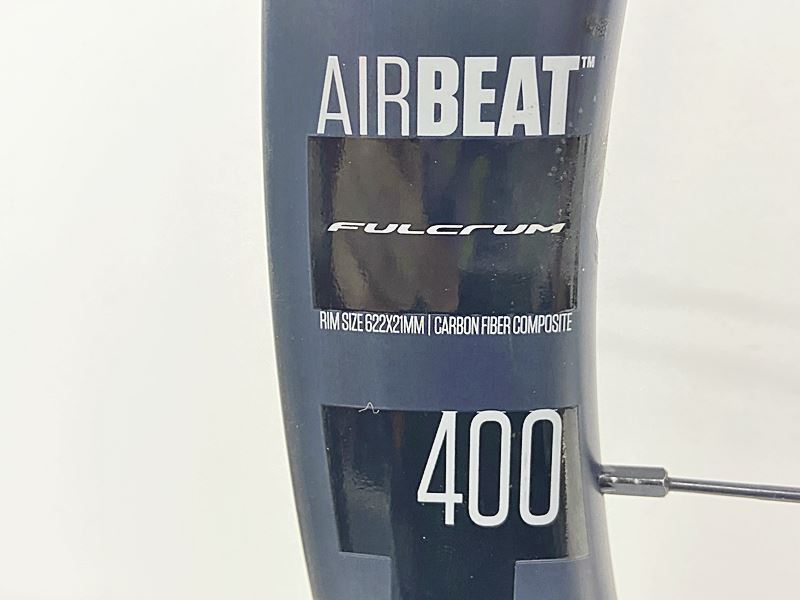 AIRBEAT™
FULCRUM
RIM SIZE 622X21MM | CARBON FIBER COMPOSITE
400